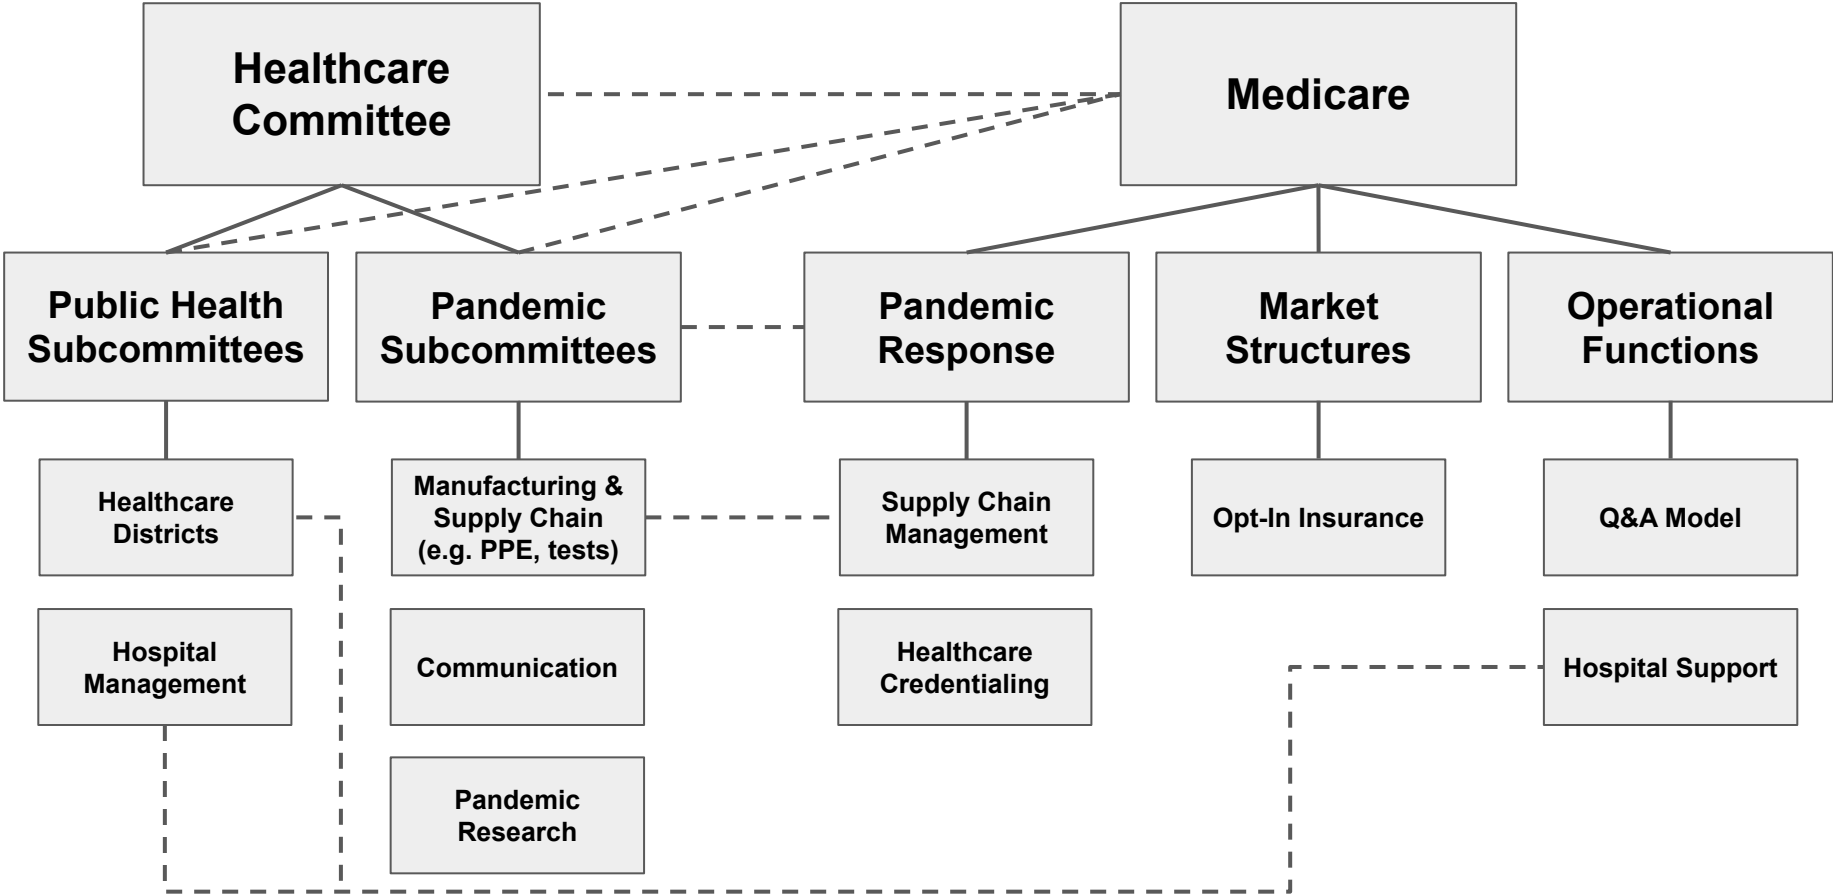 Healthcare
Committee
Medicare
Public Health
Subcommittees
Pandemic
Subcommittees
Pandemic
Response
Market
Structures
Operational
Functions
Healthcare
Districts
Manufacturing &
Supply Chain
(e.g. PPE, tests)
Supply Chain
Management
Opt-In Insurance
Q&A Model
Hospital
Management
Communication
Healthcare
Credentialing
Hospital Support
Pandemic
Research